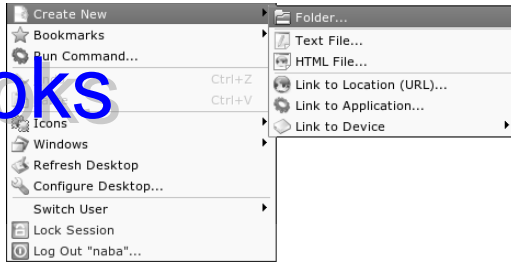 Create New
Bookmarks
Run Command...
Ctrl+Z
Ctrl+V
Icons
Windows
Refresh Desktop
Configure Desktop...
Switch User
Lock Session
Log Out "naba"...
Folder...
Text File...
HTML File...
Link to Location (URL)...
Link to Application...
Link to Device
oks